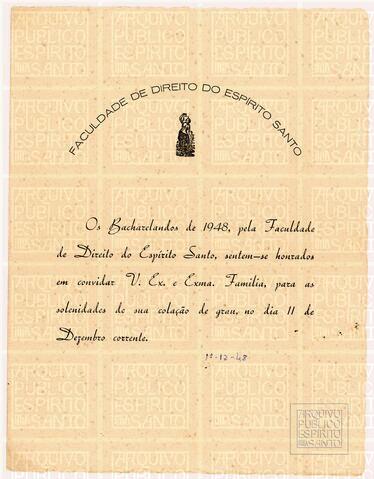 FACULDADE DE DIREITO DO ESPÍRITO SANTO
Os Bacharelandos de 1948, pela Faculdade
de Direito do Espírito Santo, sentem-se honrados
em convidar V. Ex. e Exma. Familia, para as
solenidades de sua colação de grau, no dia 11 de
Dezembro corrente.
1º-12-48
ARQUIVO
PÚBLICO
ESPÍRITO
SANTO